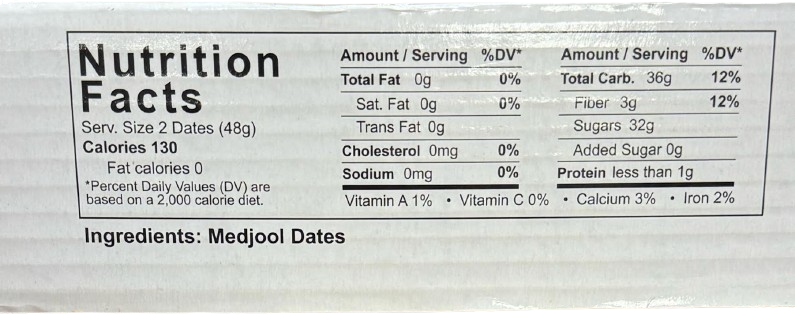 Nutrition
Facts
Serv. Size 2 Dates (48g)
Calories 130
Fat calories 0
*Percent Daily Values (DV) are
based on a 2,000 calorie diet.
Amount / Serving %DV*
Total Fat 0g 0%
Sat. Fat 0g 0%
Trans Fat 0g
Cholesterol 0mg 0%
Sodium 0mg 0%
Amount / Serving %DV*
Total Carb. 36g 12%
Fiber 3g 12%
Sugars 32g
Added Sugar 0g
Protein less than 1g
Vitamin A 1% • Vitamin C 0% • Calcium 3% • Iron 2%
Ingredients: Medjool Dates